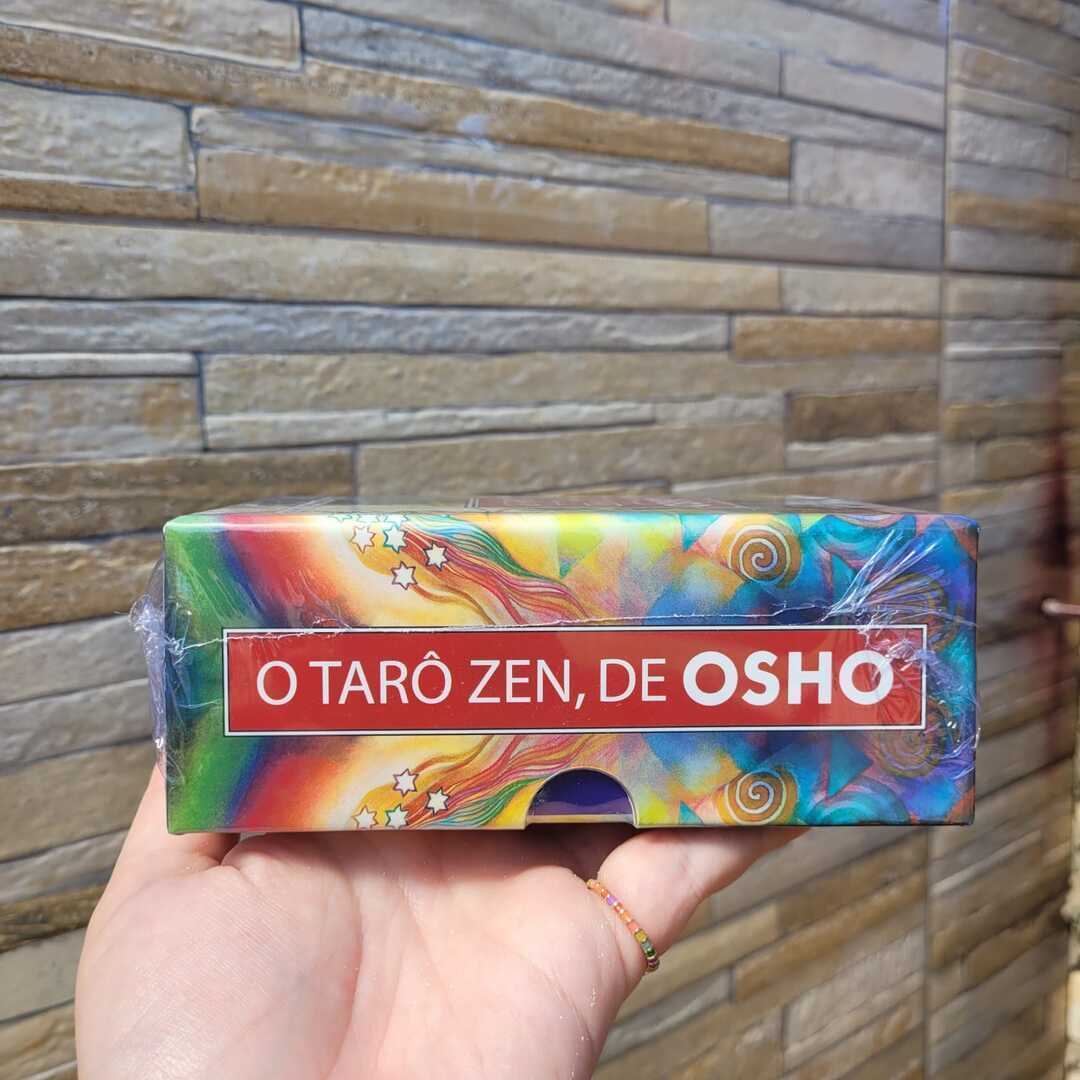 O TARÔ ZEN, DE OSHO